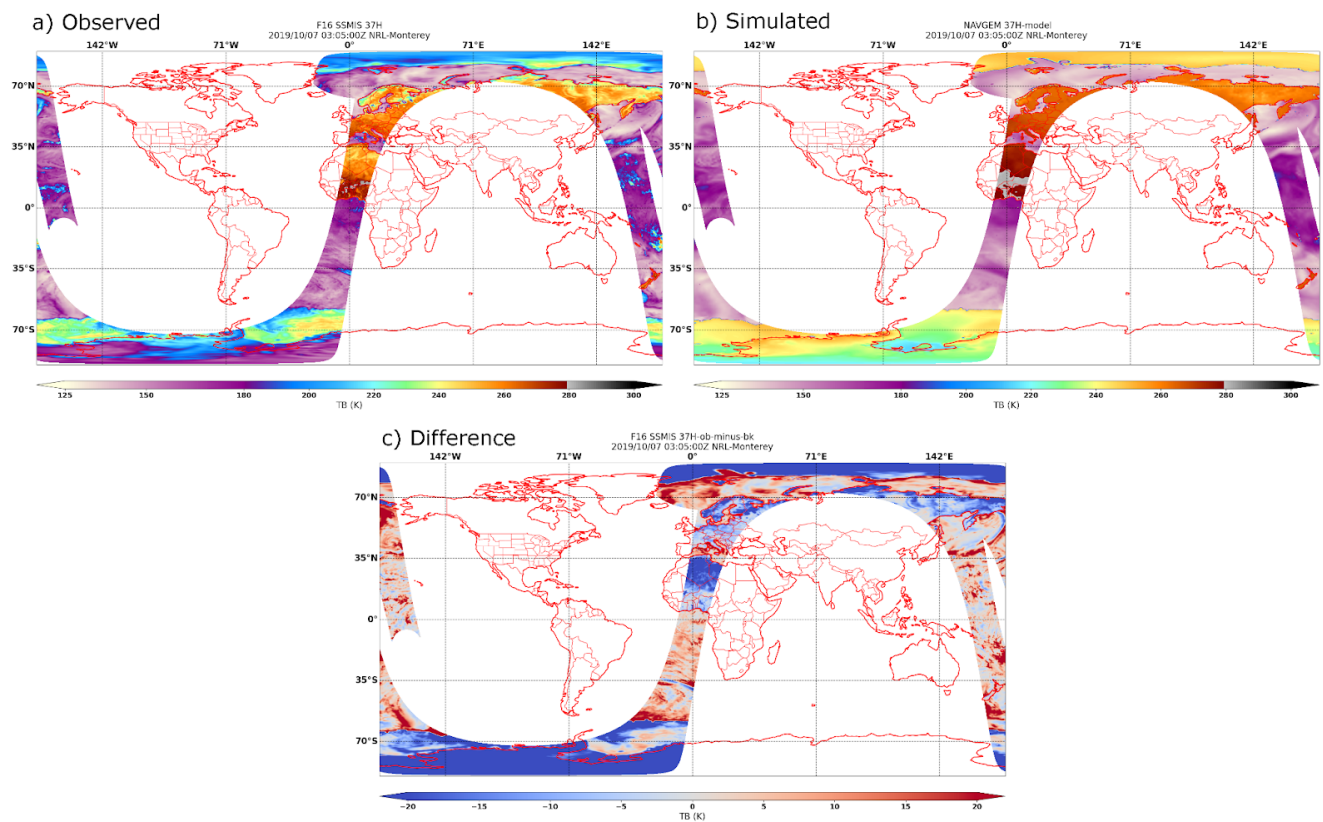 a) Observed
F16 SSMIS 37H
2019/10/07 03:05:00Z NRL-Monterey
142°W 71°W 0° 71°E 142°E
70°N
35°N
0°
35°S
70°S
125 150 180 200 220 240 260 280 300
TB (K)
b) Simulated
NAVGEM 37H-model
2019/10/07 03:05:00Z NRL-Monterey
142°W 71°W 0° 71°E 142°E
70°N
35°N
0°
35°S
70°S
125 150 180 200 220 240 260 280 300
TB (K)
c) Difference
F16 SSMIS 37H-ob-minus-bk
2019/10/07 03:05:00Z NRL-Monterey
142°W 71°W 0° 71°E 142°E
70°N
35°N
0°
35°S
70°S
−20 −15 −10 −5 0 5 10 15 20
TB (K)